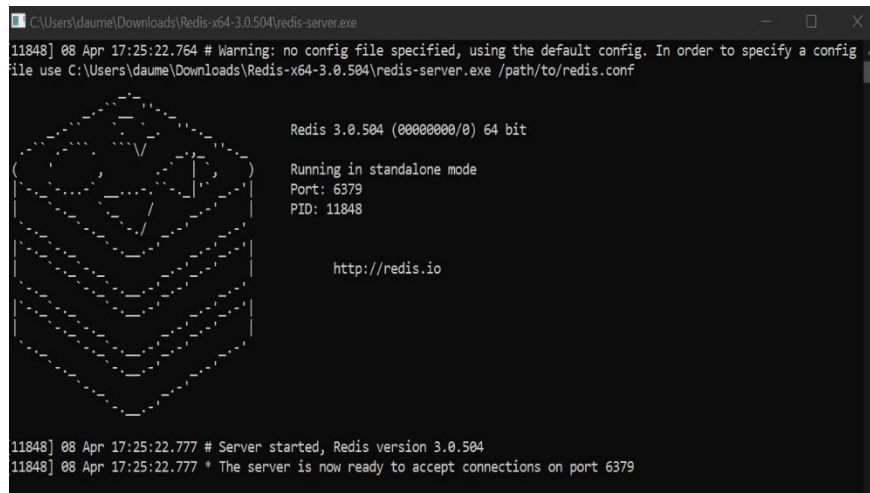 C:\Users\daume\Downloads\Redis-x64-3.0.504\redis-server.exe
[11848] 08 Apr 17:25:22.764 # Warning: no config file specified, using the default config. In order to specify a config
file use C:\Users\daume\Downloads\Redis-x64-3.0.504\redis-server.exe /path/to/redis.conf
Redis 3.0.504 (00000000/0) 64 bit
Running in standalone mode
Port: 6379
PID: 11848
http://redis.io
[11848] 08 Apr 17:25:22.777 # Server started, Redis version 3.0.504
[11848] 08 Apr 17:25:22.777 * The server is now ready to accept connections on port 6379